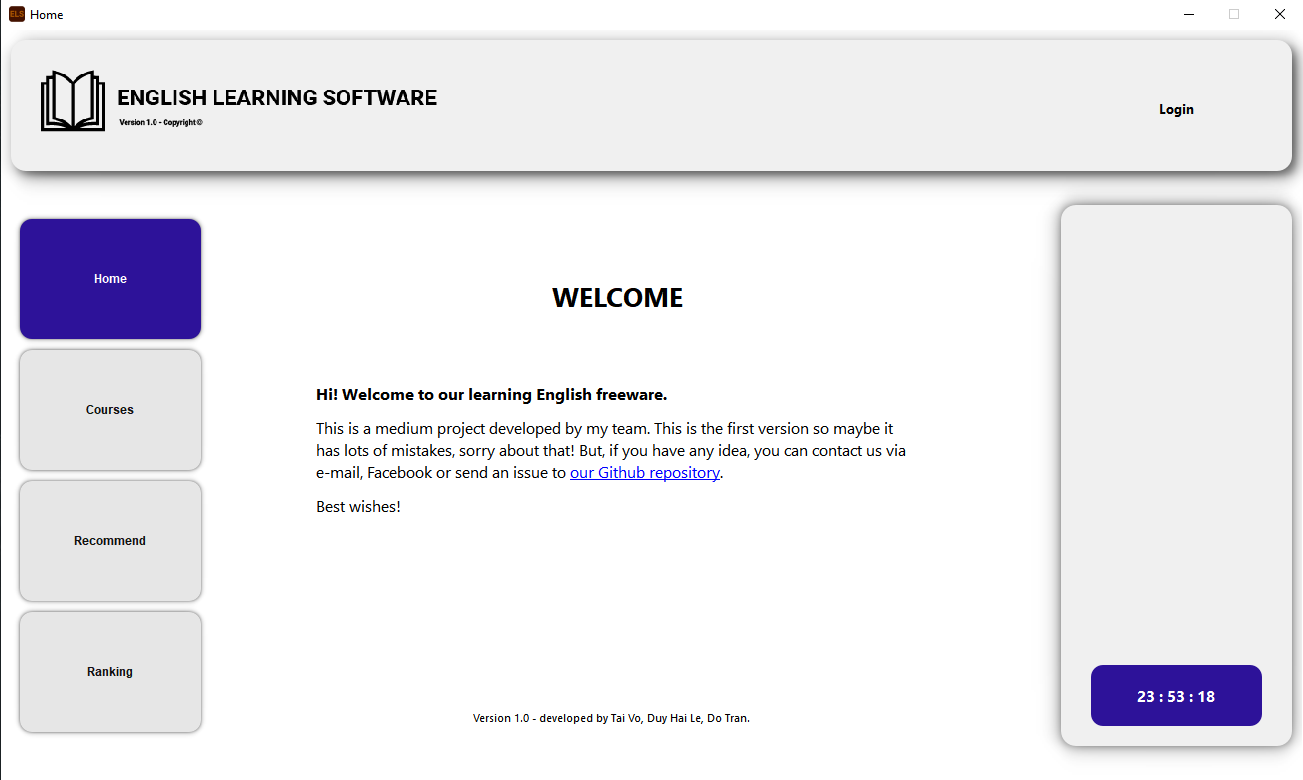 ELS Home
ENGLISH LEARNING SOFTWARE
Version 1.0 - Copyright©
Login
Home
Courses
Recommend
Ranking
WELCOME
Hi! Welcome to our learning English freeware.
This is a medium project developed by my team. This is the first version so maybe it
has lots of mistakes, sorry about that! But, if you have any idea, you can contact us via
e-mail, Facebook or send an issue to our Github repository.
Best wishes!
Version 1.0 - developed by Tai Vo, Duy Hai Le, Do Tran.
23 : 53 : 18